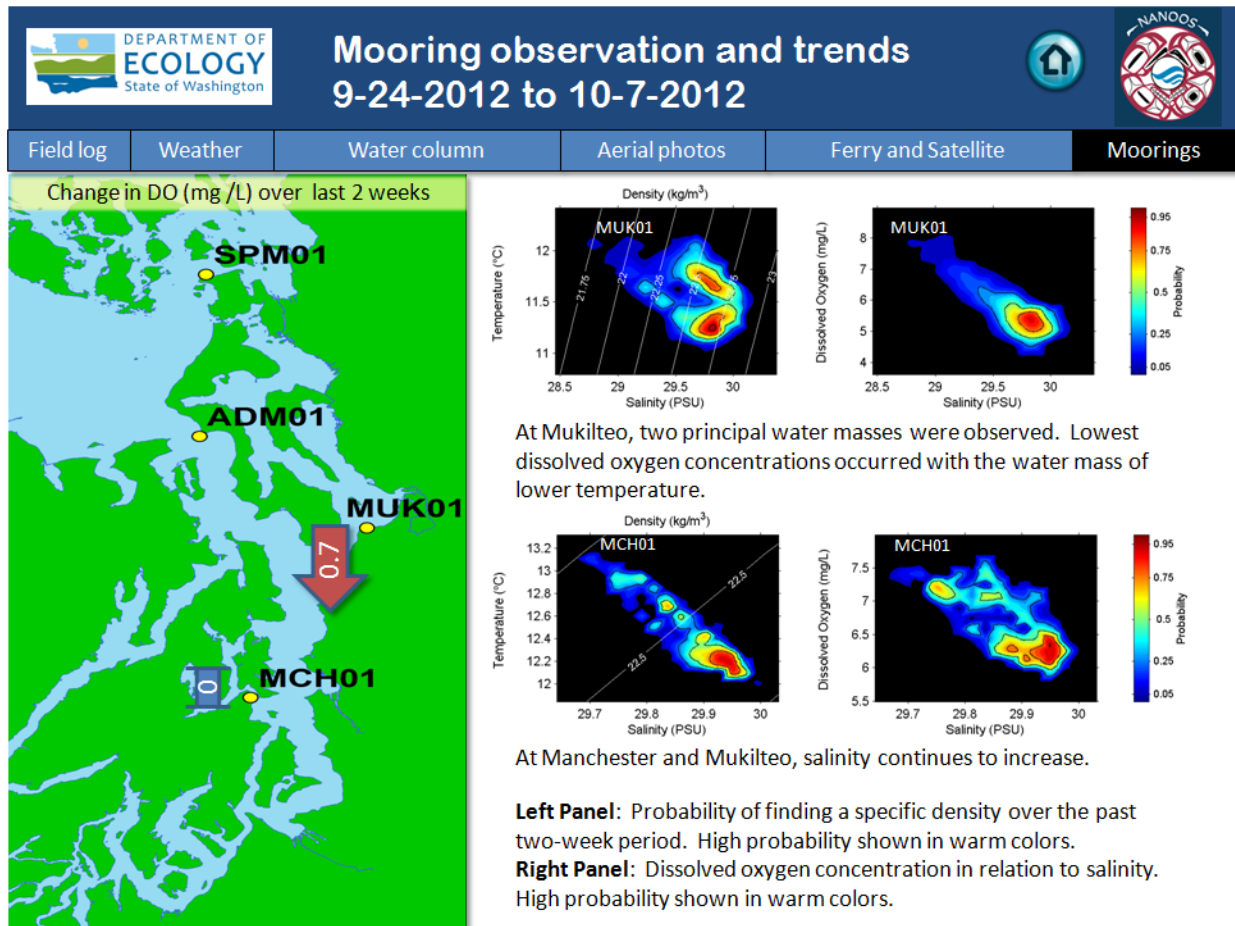 DEPARTMENT OF
ECOLOGY
State of Washington
Mooring observation and trends
9-24-2012 to 10-7-2012
NANOOS
Field log
Weather
Water column
Aerial photos
Ferry and Satellite
Moorings
Change in DO (mg /L) over last 2 weeks
SPM01
ADM01
MUK01
0.7
MCH01
0
Density (kg/m³)
MUK01
Temperature (°C)
12
11.5
11
21.75
22
22.25
23
28.5 29 29.5 30
Salinity (PSU)
MUK01
Dissolved Oxygen (mg/L)
8
7
6
5
4
28.5 29 29.5 30
Salinity (PSU)
0.95
0.75
0.5
0.25
0.05
Probability
At Mukilteo, two principal water masses were observed. Lowest
dissolved oxygen concentrations occurred with the water mass of
lower temperature.
Density (kg/m³)
MCH01
Temperature (°C)
13.2
13
12.8
12.6
12.4
12.2
12
22.5
22.5
29.7 29.8 29.9 30
Salinity (PSU)
MCH01
Dissolved Oxygen (mg/L)
7.5
7
6.5
6
5.5
29.7 29.8 29.9 30
Salinity (PSU)
0.95
0.75
0.5
0.25
0.05
Probability
At Manchester and Mukilteo, salinity continues to increase.
Left Panel: Probability of finding a specific density over the past
two-week period. High probability shown in warm colors.
Right Panel: Dissolved oxygen concentration in relation to salinity.
High probability shown in warm colors.